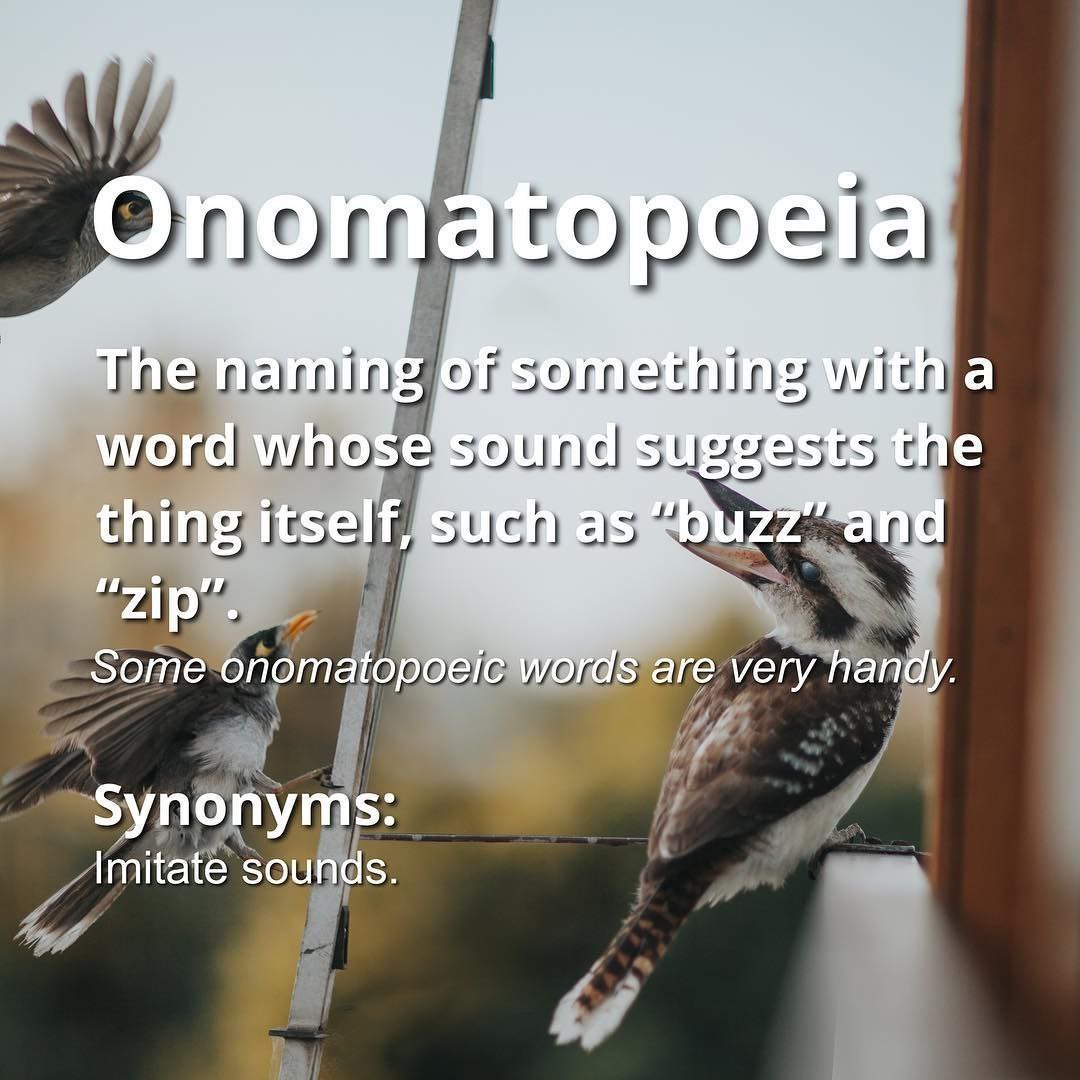 Onomatopoeia
The naming of something with a
word whose sound suggests the
thing itself, such as “buzz” and
“zip”.
Some onomatopoeic words are very handy.
Synonyms:
Imitate sounds.